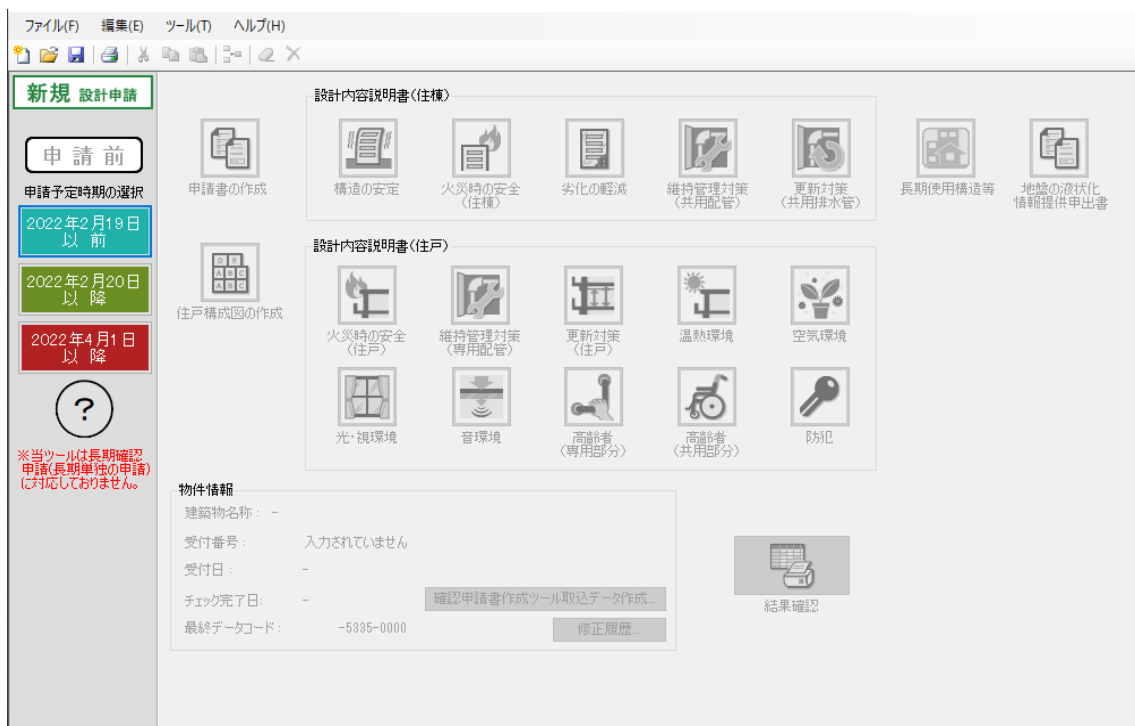 ファイル(F) 編集(E) ツール(T) ヘルプ(H)
新規 設計申請
申請前
申請予定時期の選択
2022年2月19日
以 前
2022年2月20日
以 降
2022年4月1日
以 降
?
※当ツールは長期確認
申請(長期単独の申請)
に対応しておりません。
申請書の作成
住戸構成図の作成
D E
A B C
A B C
設計内容説明書(住棟)
構造の安定
火災時の安全
(住棟)
劣化の軽減
維持管理対策
(共用配管)
更新対策
(共用排水管)
長期使用構造等
地盤の液状化
情報提供申出書
設計内容説明書(住戸)
火災時の安全
(住戸)
維持管理対策
(専用配管)
更新対策
(住戸)
温熱環境
空気環境
光・視環境
音環境
高齢者
(専用部分)
高齢者
(共用部分)
防犯
物件情報
建築物名称: -
受付番号: 入力されていません
受付日: -
チェック完了日: -
確認申請書作成ツール取込データ作成...
最終データコード: -5335-0000
修正履歴...
結果確認